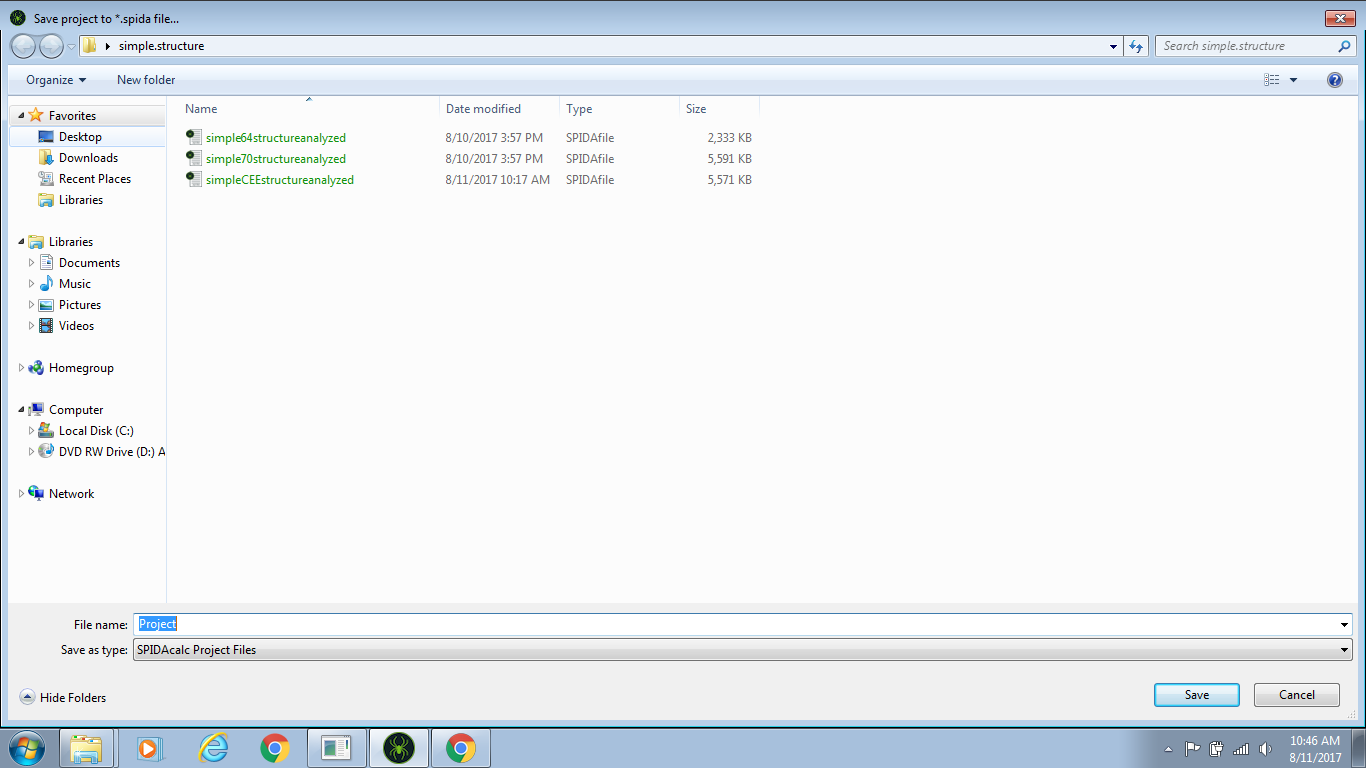 Save project to *.spida file...
simple.structure
Search simple.structure
Organize New folder
Name Date modified Type Size
Favorites
Desktop
Downloads
Recent Places
Libraries
Libraries
Documents
Music
Pictures
Videos
Homegroup
Computer
Local Disk (C:)
DVD RW Drive (D:) A
Network
simple64structureanalyzed 8/10/2017 3:57 PM SPIDAfile 2,333 KB
simple70structureanalyzed 8/10/2017 3:57 PM SPIDAfile 5,591 KB
simpleCEEstructureanalyzed 8/11/2017 10:17 AM SPIDAfile 5,571 KB
File name: Project
Save as type: SPIDAcalc Project Files
Hide Folders
Save Cancel
10:46 AM
8/11/2017